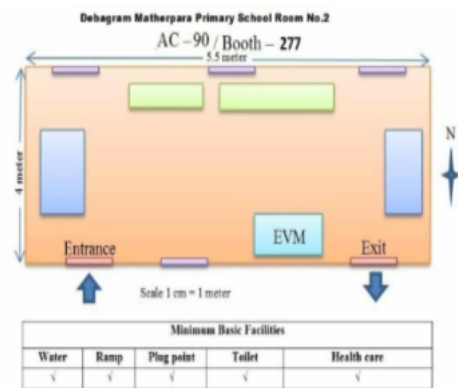 Debagram Matherpara Primary School Room No.2
AC -90 / Booth - 277
5.5 meter
4 meter
N
EVM
Entrance
Exit
Scale 1 cm = 1 meter
Minimum Basic Facilities
Water Ramp Plug point Toilet Health care
√ √ √ √ √